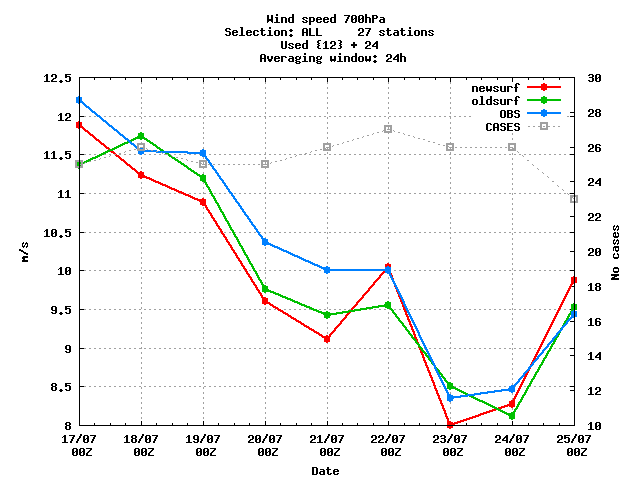 Wind speed 700hPa
Selection: ALL 27 stations
Used {12} + 24
Averaging window: 24h
newsurf
oldsurf
OBS
CASES
12.5
12
11.5
11
10.5
10
9.5
9
8.5
8
m/s
30
28
26
24
22
20
18
16
14
12
10
No cases
17/07 18/07 19/07 20/07 21/07 22/07 23/07 24/07 25/07
00Z 00Z 00Z 00Z 00Z 00Z 00Z 00Z 00Z
Date